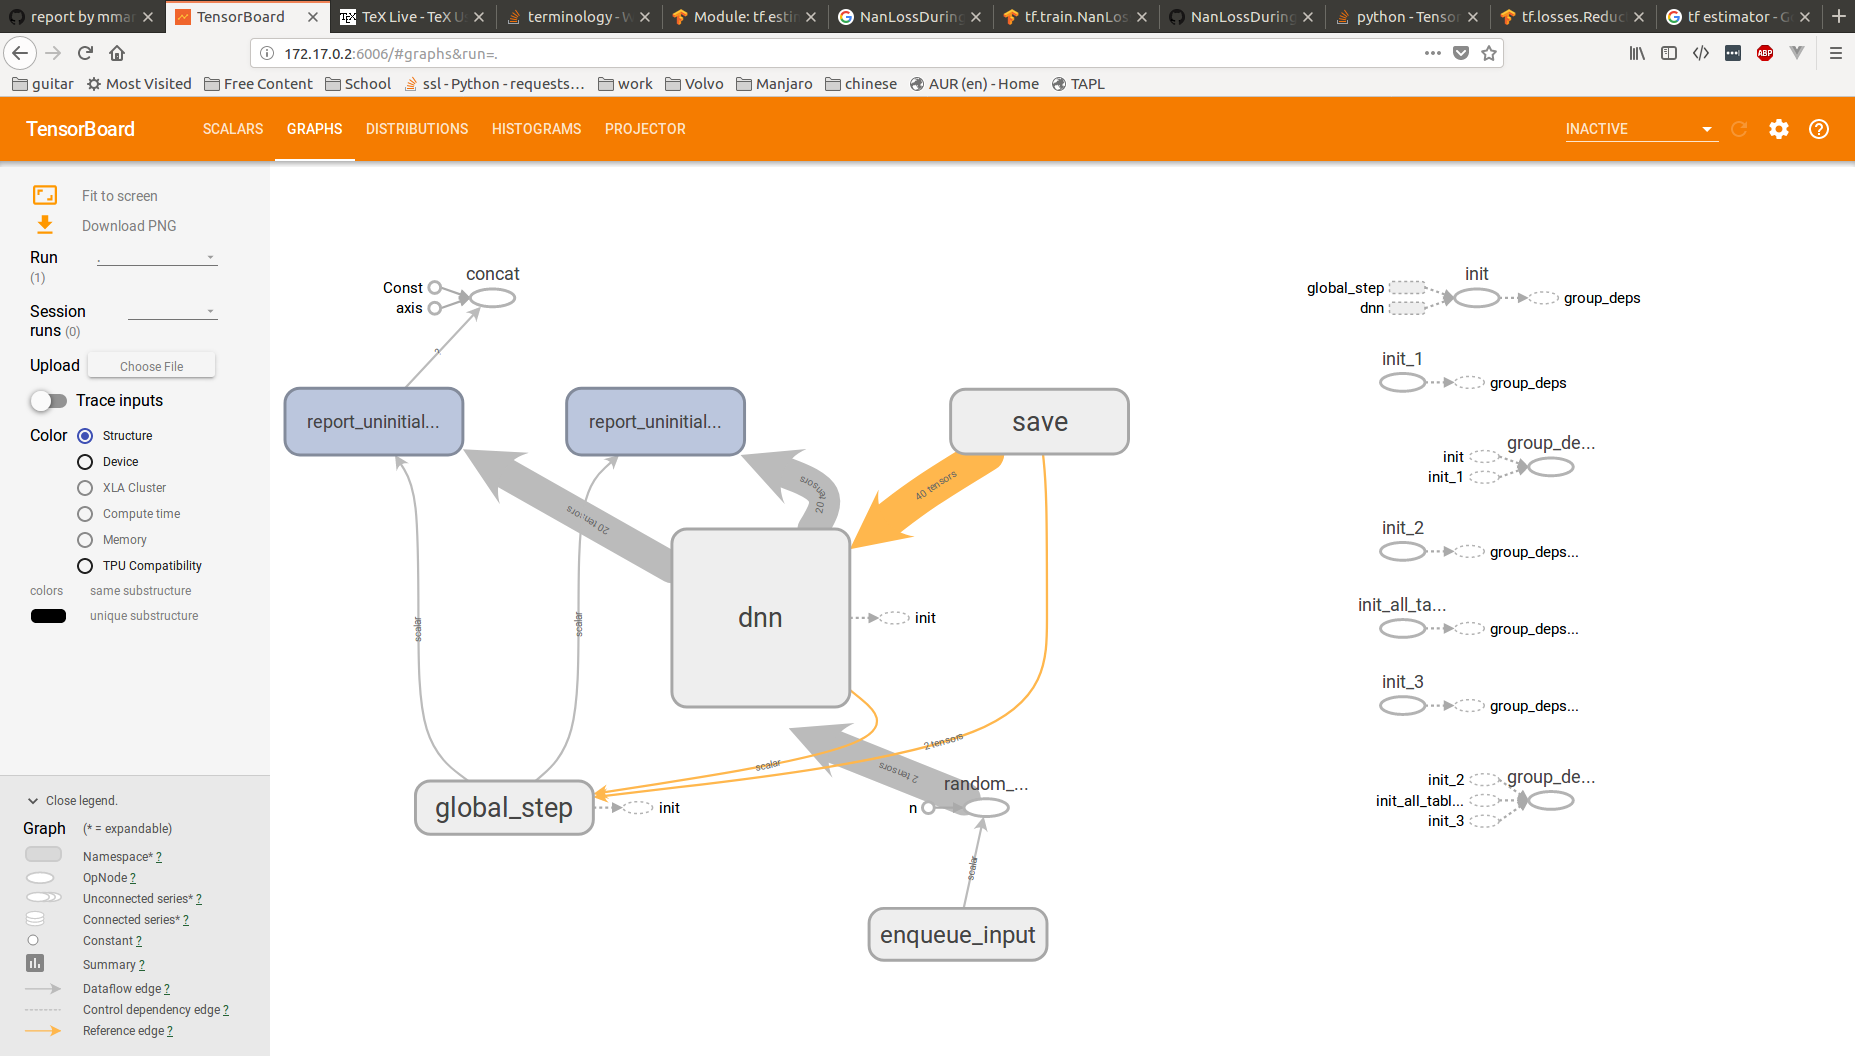 report by mmar
TensorBoard
TeX Live - TeX U
terminology - W
Module: tf.esti
NanLossDurin
tf.train.NanLos
NanLossDurin
python - Tensor
tf.losses.Reduc
tf estimator - G
172.17.0.2:6006/#graphs&run=.
ABP
guitar Most Visited Free Content School ssl - Python - requests… work Volvo Manjaro chinese AUR (en) - Home TAPL
TensorBoard SCALARS GRAPHS DISTRIBUTIONS HISTOGRAMS PROJECTOR INACTIVE
Fit to screen
Download PNG
Run
(1)
.
Session
runs (0)
Upload Choose File
Trace inputs
Color Structure
Device
XLA Cluster
Compute time
Memory
TPU Compatibility
colors same substructure
unique substructure
Close legend.
Graph (* = expandable)
Namespace* ?
OpNode ?
Unconnected series* ?
Connected series* ?
Constant ?
Summary ?
Dataflow edge ?
Control dependency edge ?
Reference edge ?
concat
Const
axis
?
report_uninitial...
report_uninitial...
save
20 tensors
20 tensors
40 tensors
dnn
init
scalar
scalar
scalar
2 tensors
2 tensors
global_step
init
random_...
n
scalar
enqueue_input
init
global_step
dnn
group_deps
init_1
group_deps
group_de...
init
init_1
init_2
group_deps...
init_all_ta...
group_deps...
init_3
group_deps...
group_de...
init_2
init_all_tabl...
init_3